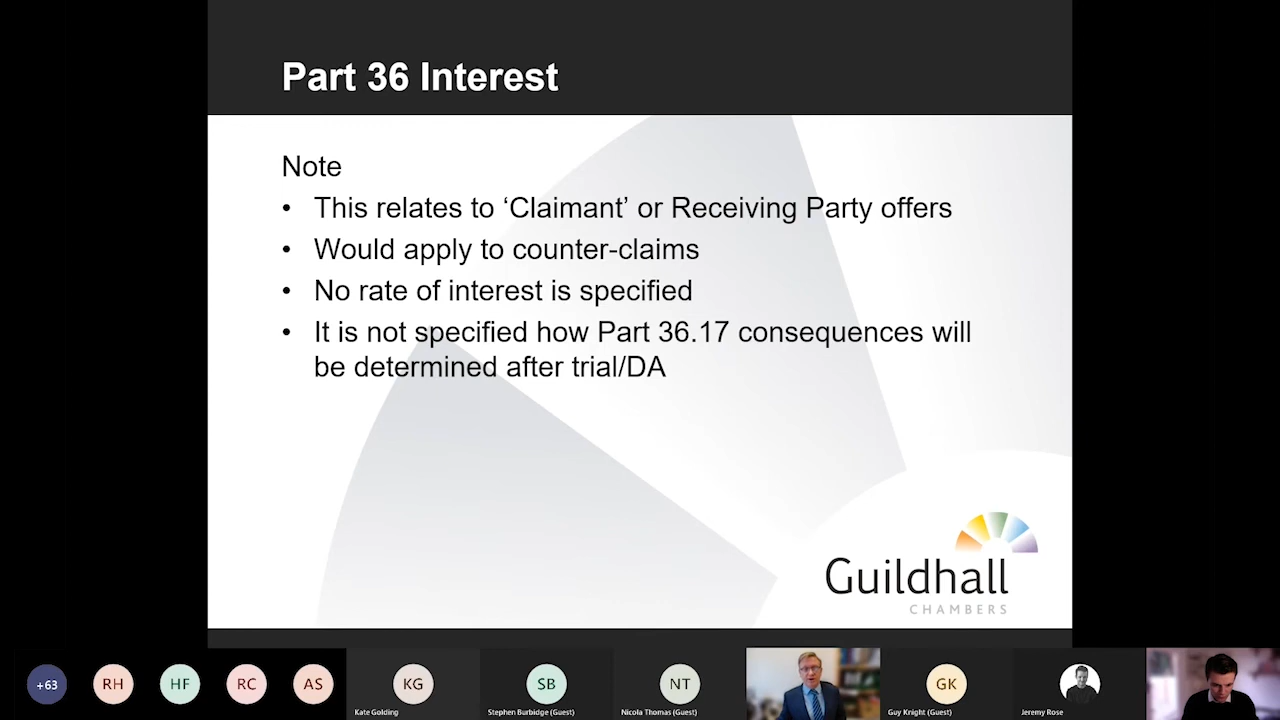 Part 36 Interest
Note
• This relates to ‘Claimant’ or Receiving Party offers
• Would apply to counter-claims
• No rate of interest is specified
• It is not specified how Part 36.17 consequences will
be determined after trial/DA
Guildhall
CHAMBERS
+63
RH
HF
RC
AS
KG
Kate Golding
SB
Stephen Burbidge (Guest)
NT
Nicola Thomas (Guest)
GK
Guy Knight (Guest)
Jeremy Rose